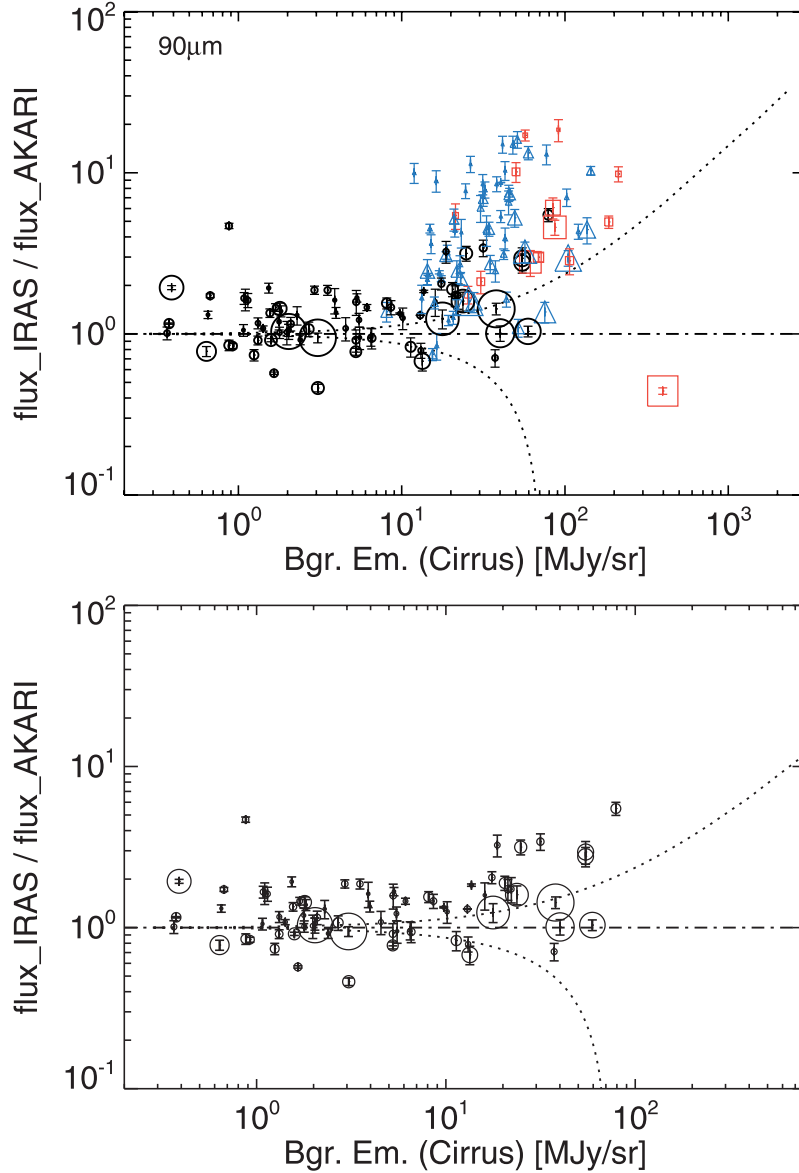 10²
90μm
10¹
10⁰
10⁻¹
flux_IRAS / flux_AKARI
10⁰ 10¹ 10² 10³
Bgr. Em. (Cirrus) [MJy/sr]
10²
10¹
10⁰
10⁻¹
flux_IRAS / flux_AKARI
10⁰ 10¹ 10²
Bgr. Em. (Cirrus) [MJy/sr]